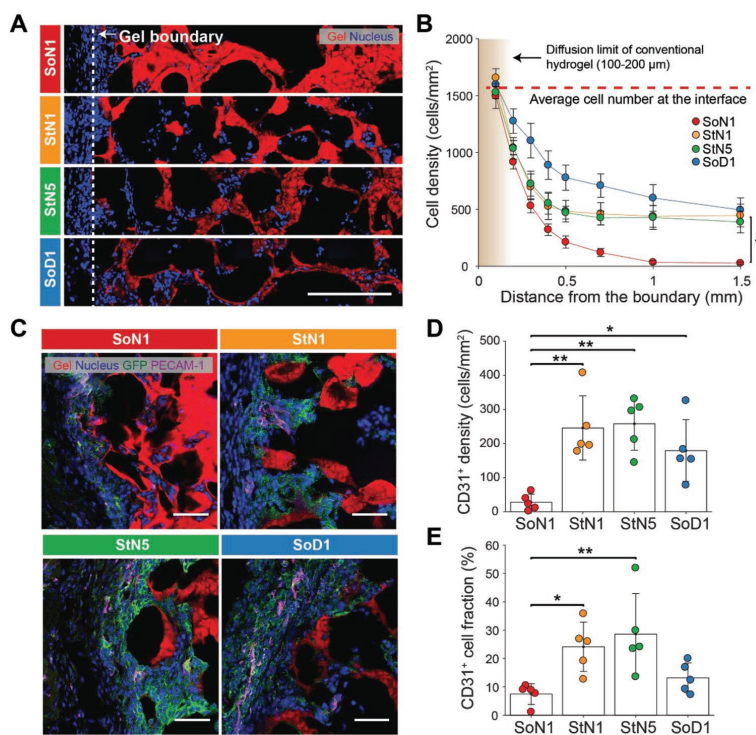 A
Gel boundary
Gel Nucleus
SoN1
StN1
StN5
SoD1
B
2000
1500
1000
500
0
Cell density (cells/mm²)
Diffusion limit of conventional
hydrogel (100-200 μm)
Average cell number at the interface
SoN1
StN1
StN5
SoD1
0 0.5 1.0 1.5
Distance from the boundary (mm)
C
SoN1
StN1
Gel Nucleus GFP PECAM-1
StN5
SoD1
D
500
400
300
200
100
0
CD31⁺ density (cells/mm²)
*
**
**
SoN1 StN1 StN5 SoD1
E
60
50
40
30
20
10
0
CD31⁺ cell fraction (%)
**
*
SoN1 StN1 StN5 SoD1